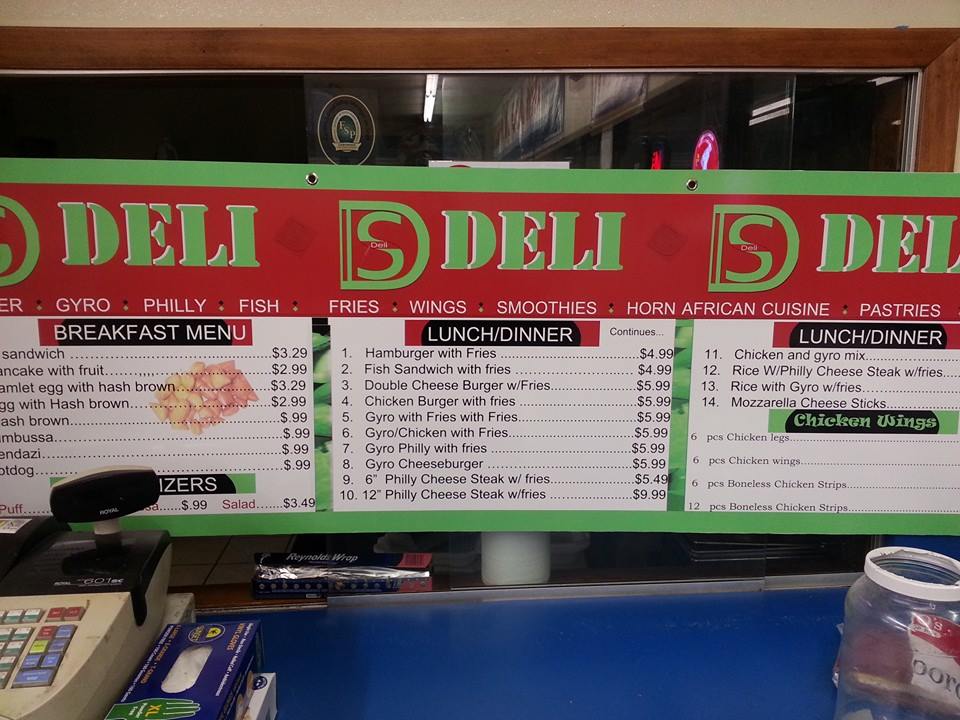 FSP
DELI
DS Deli DELI
DS Deli DEL
ER • GYRO • PHILLY • FISH • FRIES • WINGS • SMOOTHIES • HORN AFRICAN CUISINE • PASTRIES
BREAKFAST MENU
sandwich $3.29
ancake with fruit $2.99
amlet egg with hash brown $3.29
gg with Hash brown $2.99
ash brown $.99
mbussa $.99
endazi $.99
otdog $.99
IZERS
Puff sa $.99 Salad $3.49
LUNCH/DINNER Continues...
1. Hamburger with Fries $4.99
2. Fish Sandwich with fries $4.99
3. Double Cheese Burger w/Fries $5.99
4. Chicken Burger with fries $5.99
5. Gyro with Fries with Fries $5.99
6. Gyro/Chicken with Fries $5.99
7. Gyro Philly with fries $5.99
8. Gyro Cheeseburger $5.99
9. 6" Philly Cheese Steak w/ fries $5.49
10. 12" Philly Cheese Steak w/fries $9.99
LUNCH/DINNER
11. Chicken and gyro mix
12. Rice W/Philly Cheese Steak w/fries
13. Rice with Gyro w/fries
14. Mozzarella Cheese Sticks
Chicken Wings
6 pcs Chicken legs
6 pcs Chicken wings
6 pcs Boneless Chicken Strips
12 pcs Boneless Chicken Strips
Reynolds Wrap
ROYAL
ROYAL 601sc
XL